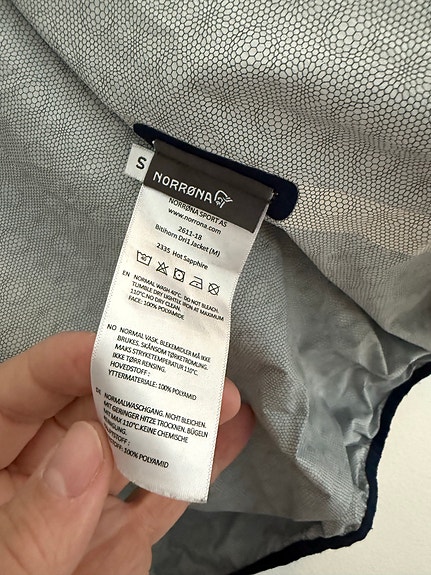 S
NORRØNA
NORRØNA SPORT AS
www.norrona.com
2611-18
Bitihorn Dri1 Jacket (M)
2335 Hot Sapphire
EN NORMAL WASH 40°C. DO NOT BLEACH.
TUMBLE DRY LIGHTLY. IRON AT MAXIMUM
110°C.NO DRY CLEAN.
FACE: 100% POLYAMIDE
NO NORMAL VASK. BLEKEMIDLER MÅ IKKE
BRUKES. SKÅNSOM TØRKETROMLING.
MAKS STRYKETEMPERATUR 110°C
IKKE TØRR RENSING.
HOVEDSTOFF :
YTTERMATERIALE: 100% POLYAMID
DE NORMALWASCHGANG. NICHT BLEICHEN.
MIT GERINGER HITZE TROCKNEN. BÜGELN
MIT MAX 110°C.KEINE CHEMISCHE
REINIGUNG.
STOFF: 100% POLYAMID